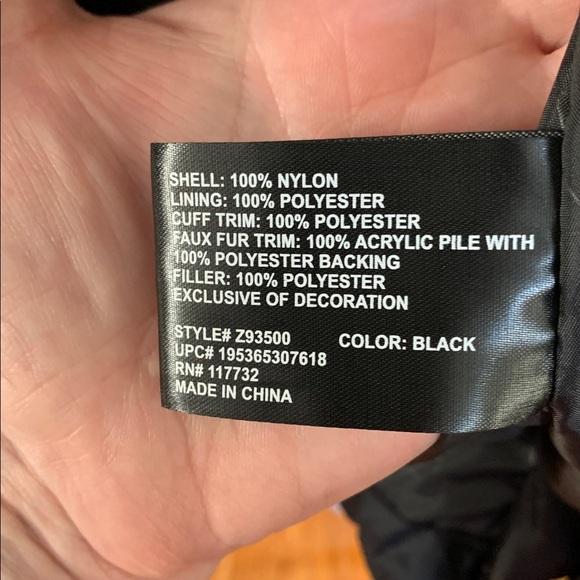 SHELL: 100% NYLON
LINING: 100% POLYESTER
CUFF TRIM: 100% POLYESTER
FAUX FUR TRIM: 100% ACRYLIC PILE WITH
100% POLYESTER BACKING
FILLER: 100% POLYESTER
EXCLUSIVE OF DECORATION
STYLE# Z93500 COLOR: BLACK
UPC# 195365307618
RN# 117732
MADE IN CHINA